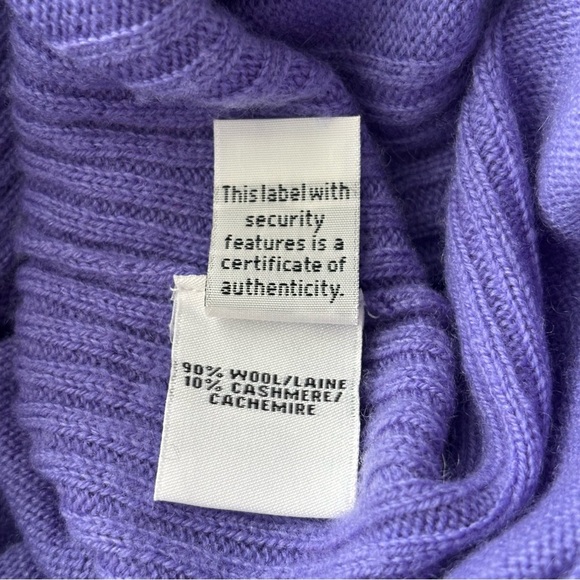 This label with
security
features is a
certificate of
authenticity.
90% WOOL/LAINE
10% CASHMERE/
CACHEMIRE